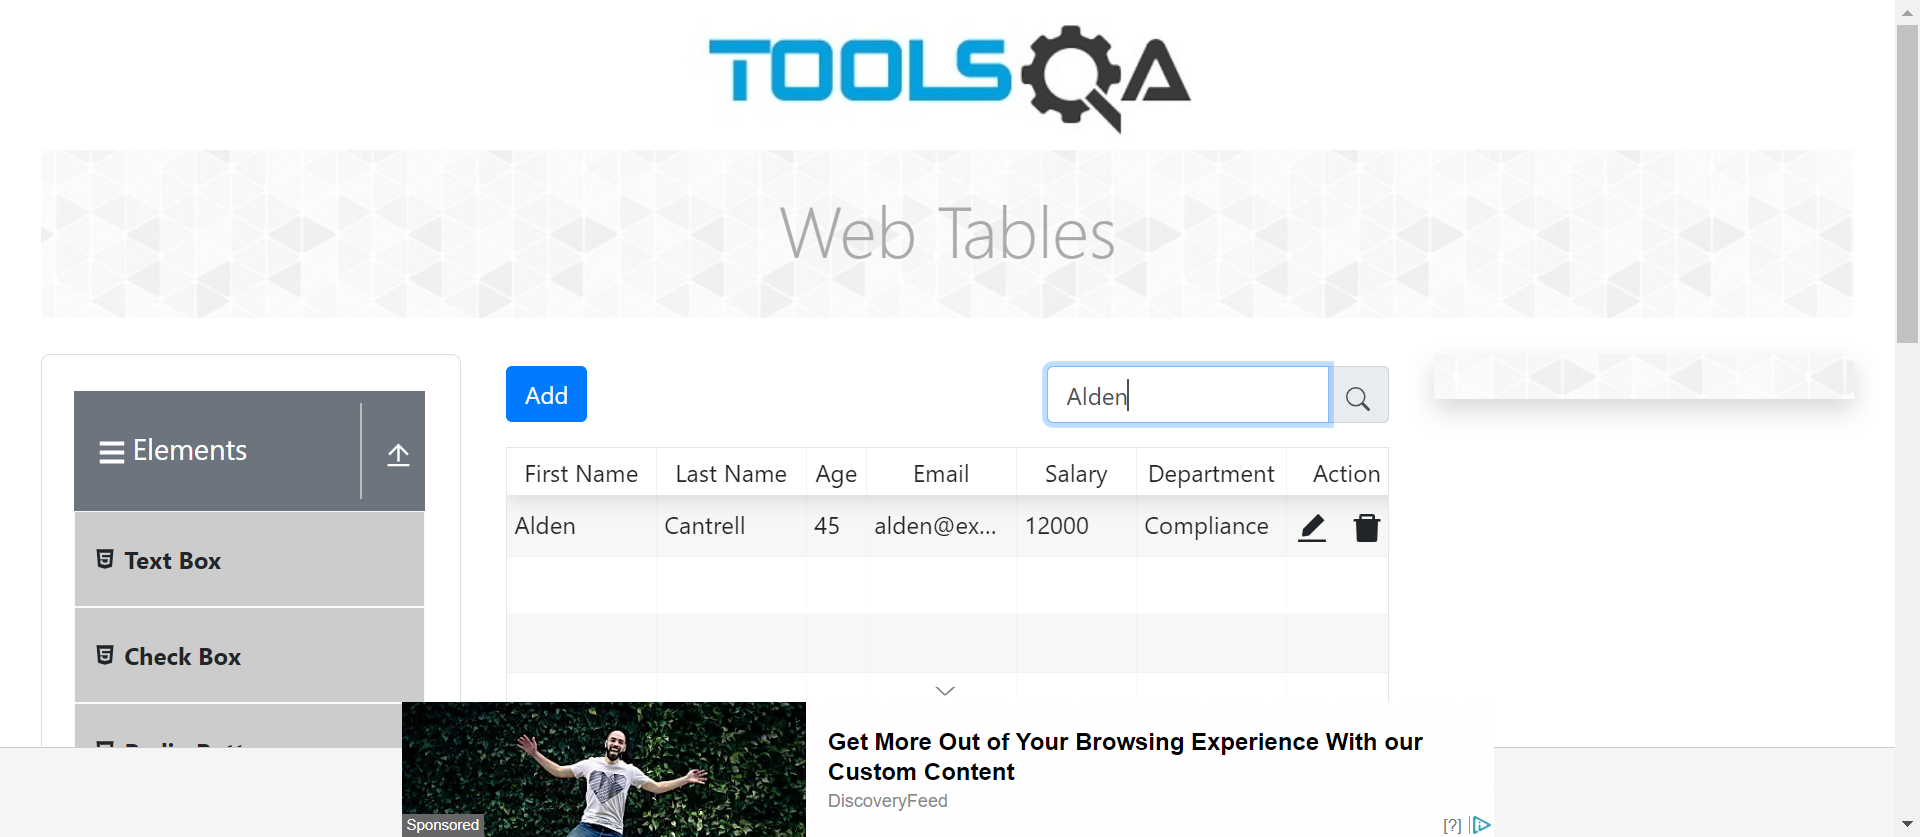 TOOLSQA
Web Tables
Elements
Text Box
Check Box
Add
Alden
First Name Last Name Age Email Salary Department Action
Alden Cantrell 45 alden@ex... 12000 Compliance
Sponsored
Get More Out of Your Browsing Experience With our
Custom Content
DiscoveryFeed
[?]